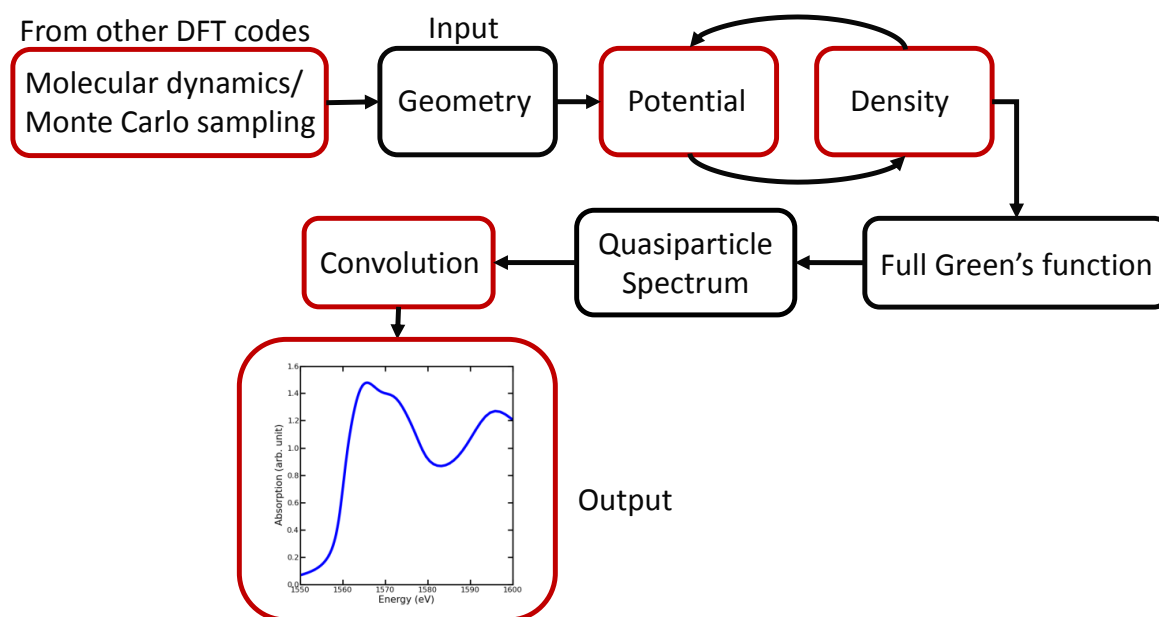 From other DFT codes
Molecular dynamics/
Monte Carlo sampling
Input
Geometry
Potential
Density
Convolution
Quasiparticle
Spectrum
Full Green's function
Absorption (arb. unit)
1.6
1.4
1.2
1.0
0.8
0.6
0.4
0.2
0.0
1550 1560 1570 1580 1590 1600
Energy (eV)
Output